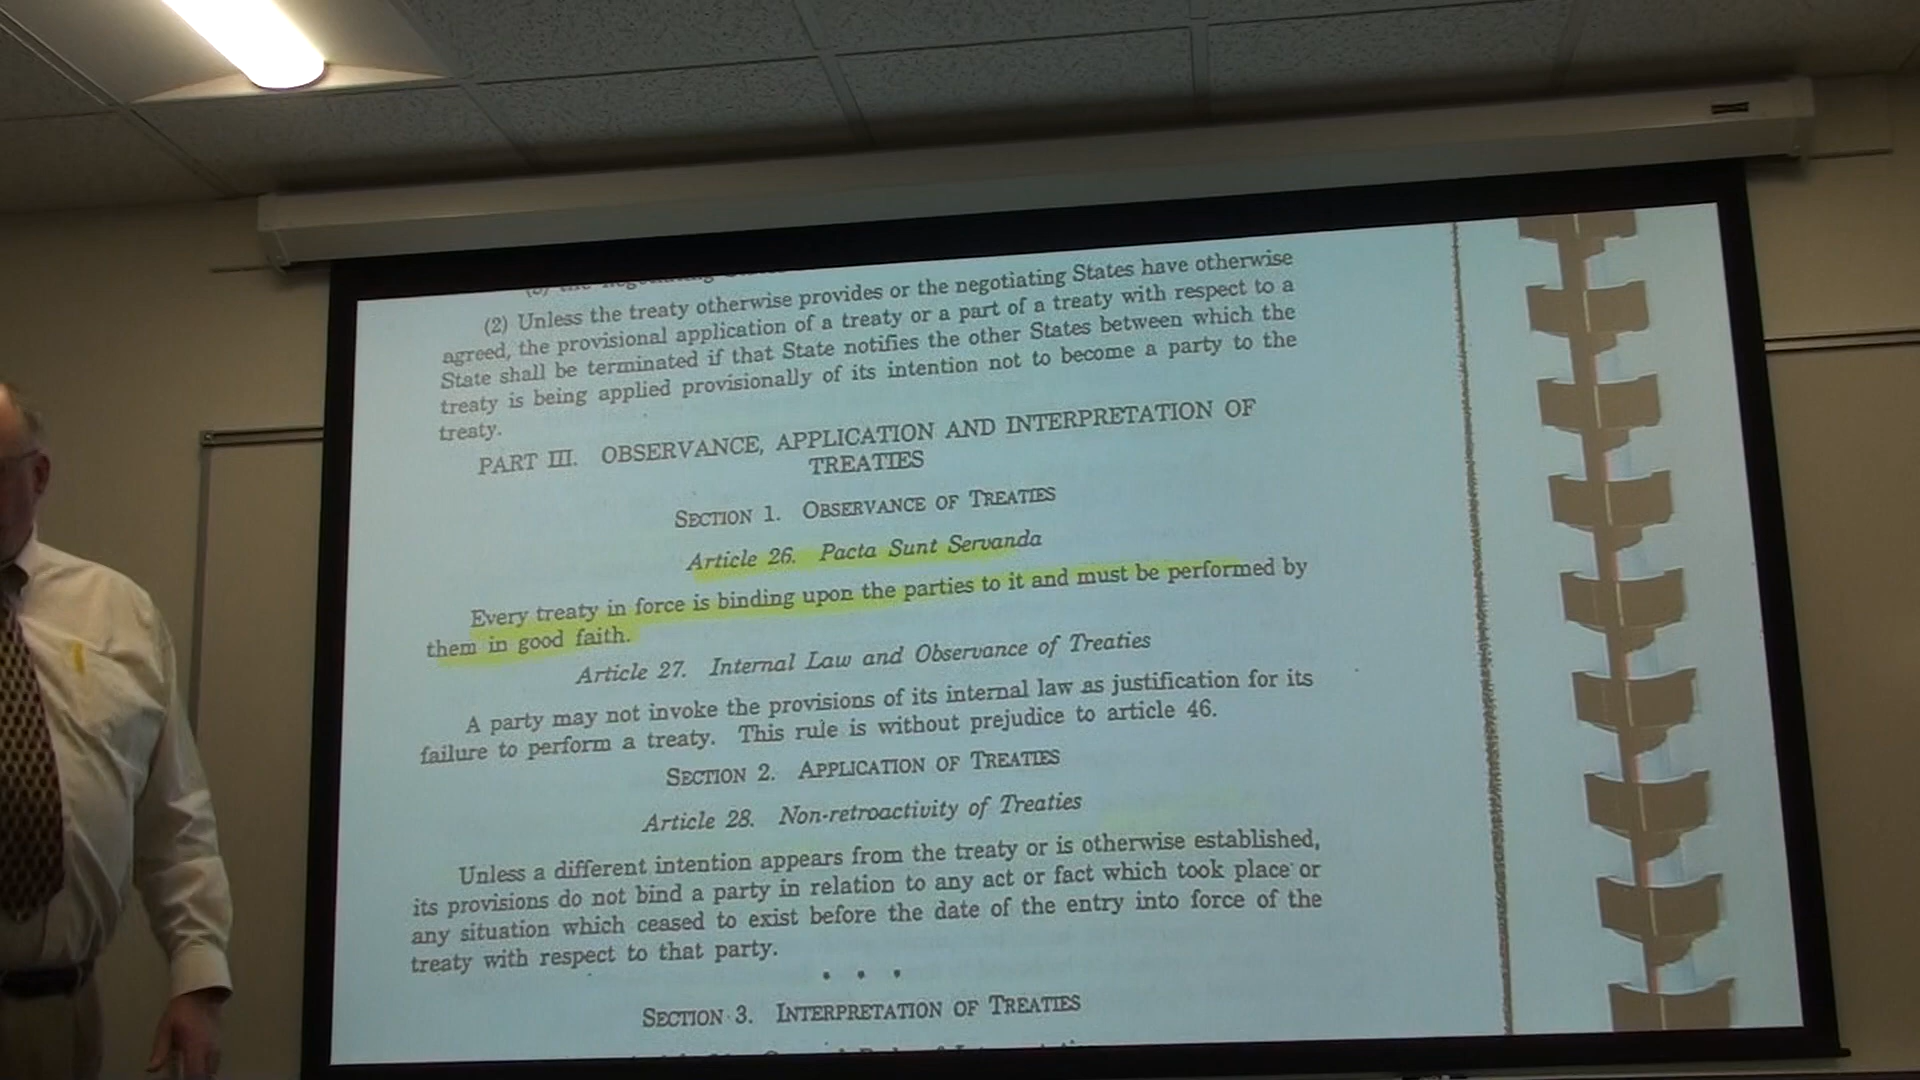 (2) Unless the treaty otherwise provides or the negotiating States have otherwise
agreed, the provisional application of a treaty or a part of a treaty with respect to a
State shall be terminated if that State notifies the other States between which the
treaty is being applied provisionally of its intention not to become a party to the
treaty.
PART III. OBSERVANCE, APPLICATION AND INTERPRETATION OF
TREATIES
SECTION 1. OBSERVANCE OF TREATIES
Article 26. Pacta Sunt Servanda
Every treaty in force is binding upon the parties to it and must be performed by
them in good faith.
Article 27. Internal Law and Observance of Treaties
A party may not invoke the provisions of its internal law as justification for its
failure to perform a treaty. This rule is without prejudice to article 46.
SECTION 2. APPLICATION OF TREATIES
Article 28. Non-retroactivity of Treaties
Unless a different intention appears from the treaty or is otherwise established,
its provisions do not bind a party in relation to any act or fact which took place or
any situation which ceased to exist before the date of the entry into force of the
treaty with respect to that party.
. . .
SECTION 3. INTERPRETATION OF TREATIES